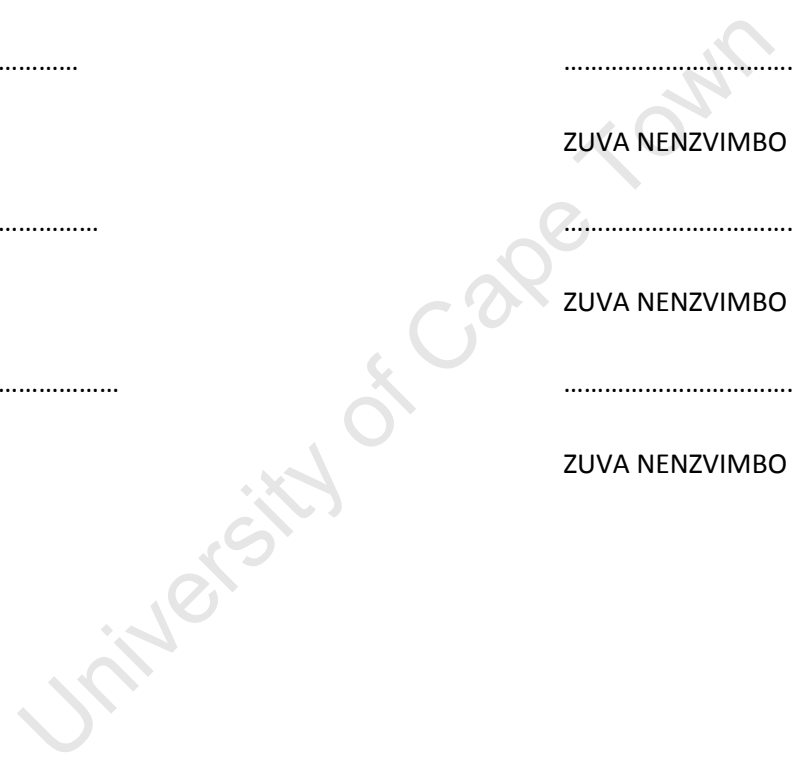 ………… ……………………………
ZUVA NENZVIMBO
…………… ……………………………
ZUVA NENZVIMBO
……………… ……………………………
ZUVA NENZVIMBO
University of Cape Town